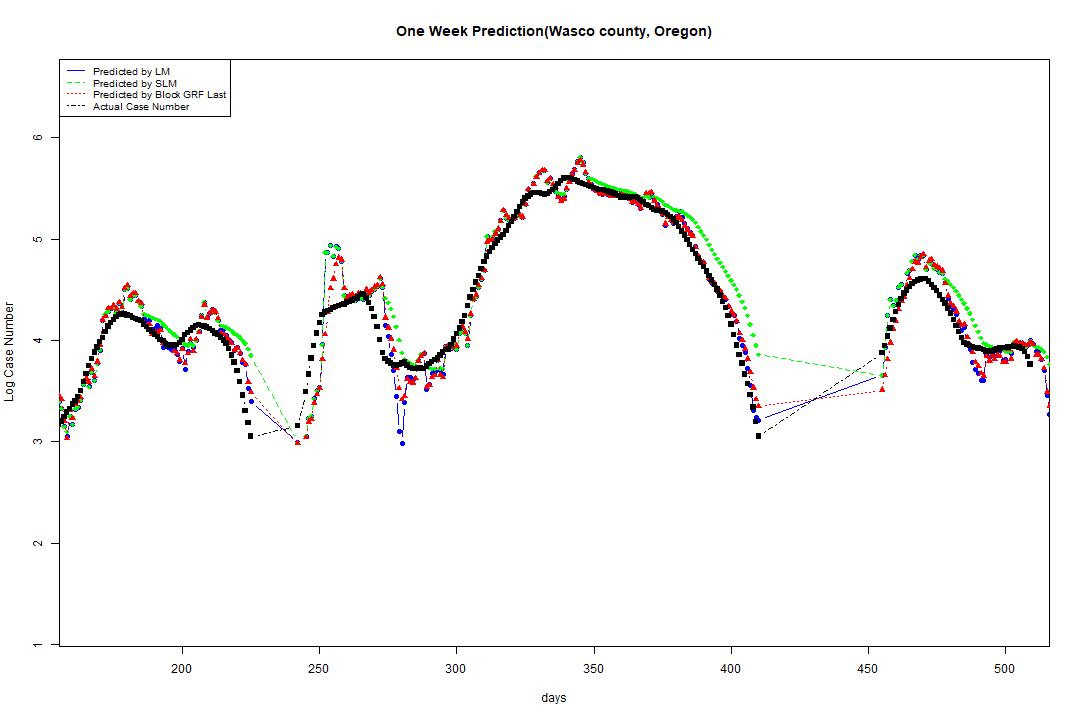 One Week Prediction(Wasco county, Oregon)
Predicted by LM
Predicted by SLM
Predicted by Block GRF Last
Actual Case Number
6
5
4
3
2
1
Log Case Number
200 250 300 350 400 450 500
days